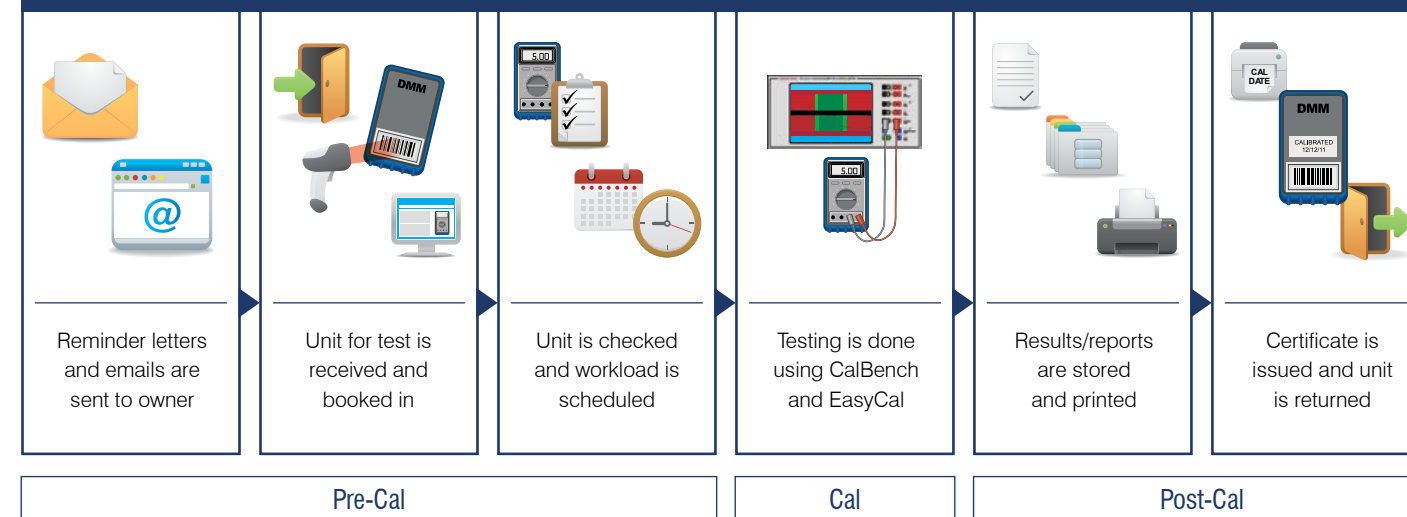 5.00
CAL
DATE
DMM
5.00
DMM
CALIBRATED
12/12/11
@
5.00
Reminder letters
and emails are
sent to owner
Unit for test is
received and
booked in
Unit is checked
and workload is
scheduled
Testing is done
using CalBench
and EasyCal
Results/reports
are stored
and printed
Certificate is
issued and unit
is returned
Pre-Cal
Cal
Post-Cal